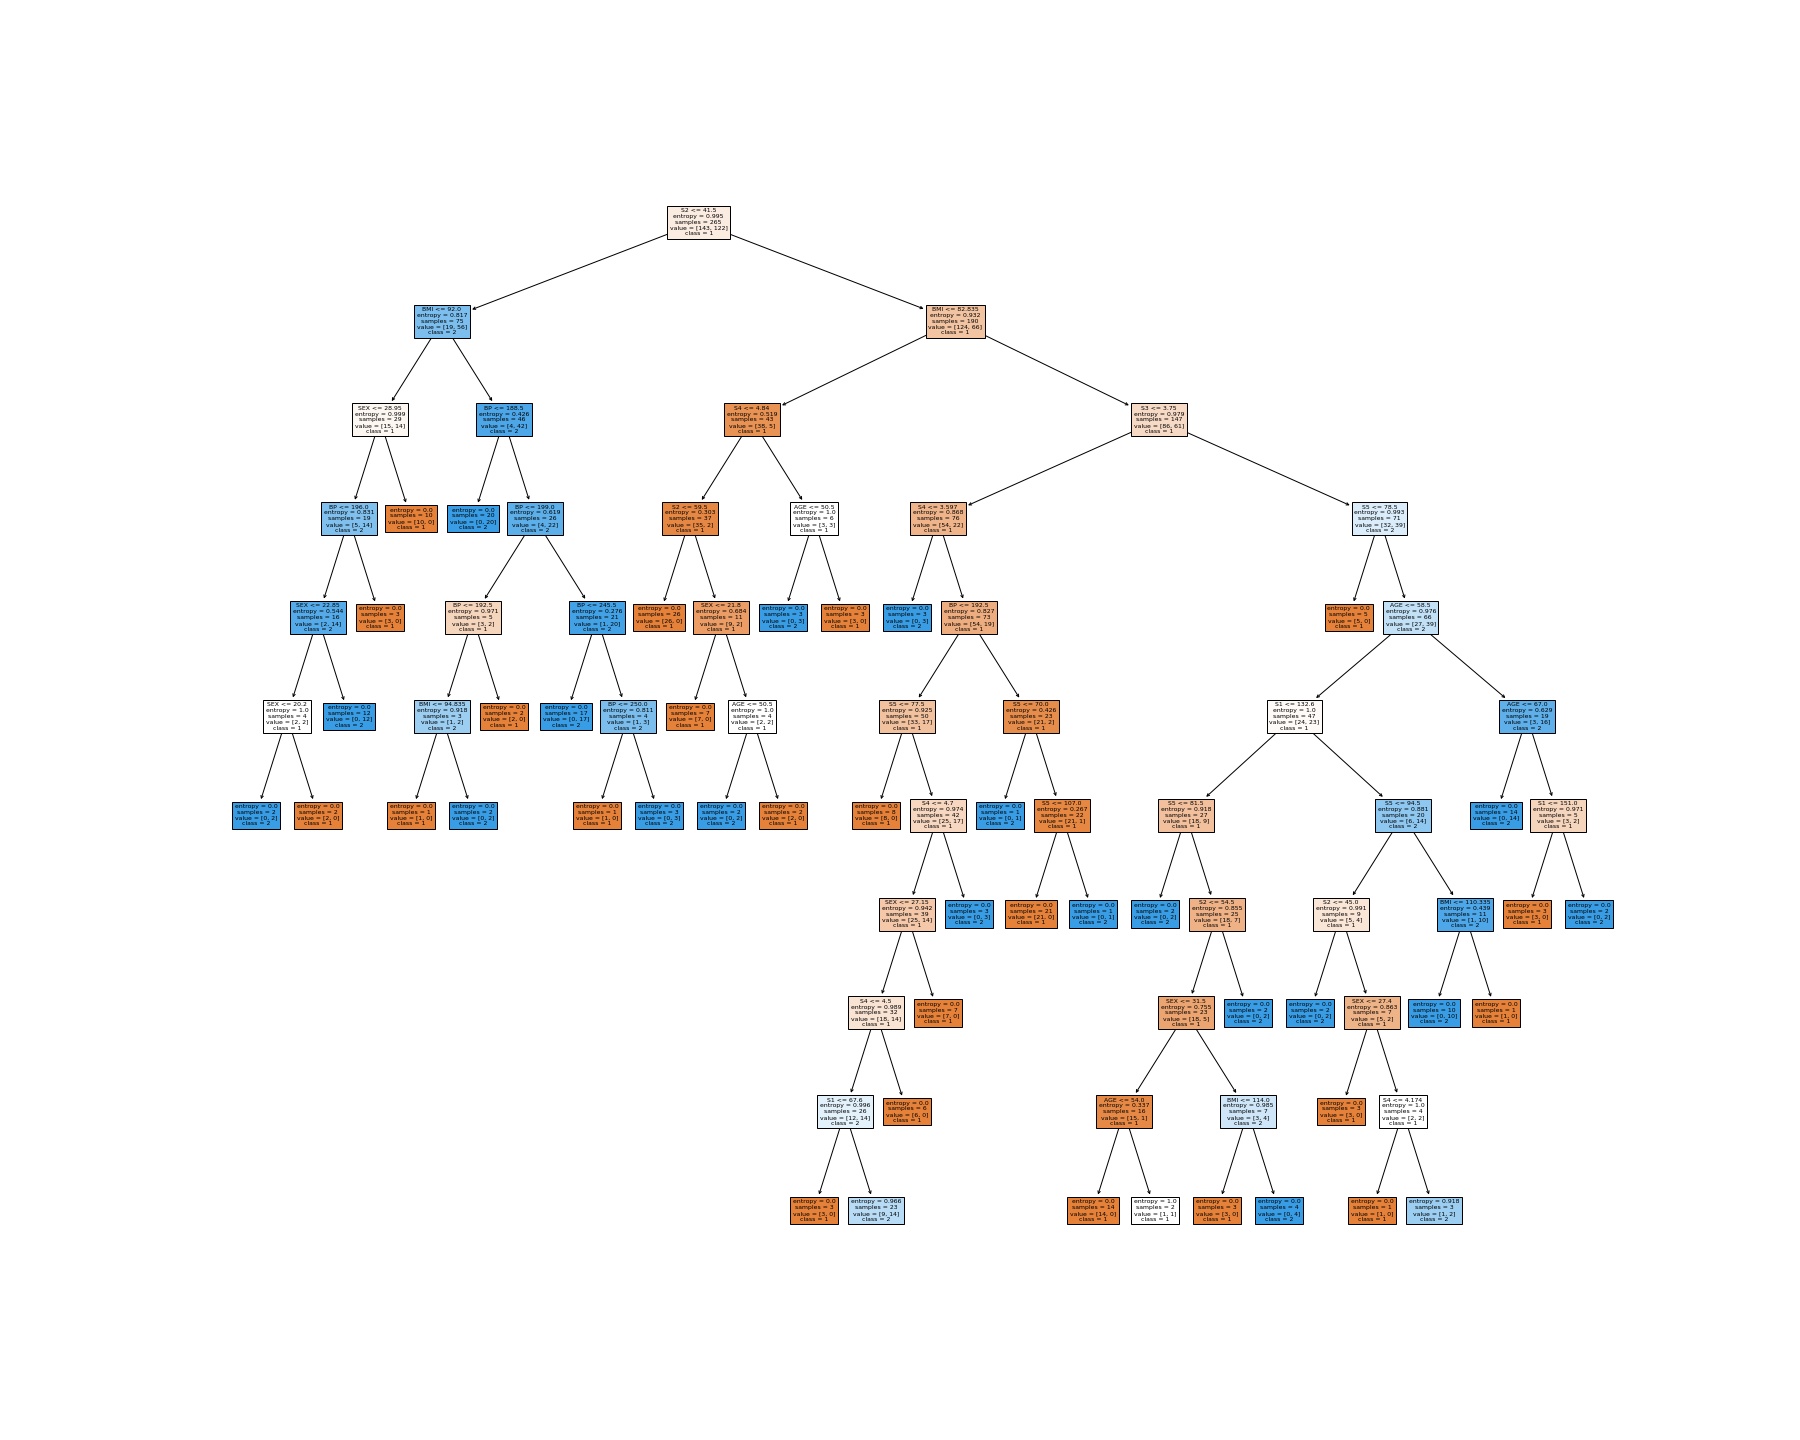 S2 <= 41.5
entropy = 0.995
samples = 265
value = [143, 122]
class = 1
BMI <= 92.0
entropy = 0.817
samples = 75
value = [19, 56]
class = 2
BMI <= 82.835
entropy = 0.932
samples = 190
value = [124, 66]
class = 1
SEX <= 28.95
entropy = 0.999
samples = 29
value = [15, 14]
class = 1
BP <= 188.5
entropy = 0.426
samples = 46
value = [4, 42]
class = 2
S4 <= 4.84
entropy = 0.519
samples = 43
value = [38, 5]
class = 1
S3 <= 3.75
entropy = 0.979
samples = 147
value = [86, 61]
class = 1
BP <= 196.0
entropy = 0.831
samples = 19
value = [5, 14]
class = 2
entropy = 0.0
samples = 10
value = [10, 0]
class = 1
entropy = 0.0
samples = 20
value = [0, 20]
class = 2
BP <= 199.0
entropy = 0.619
samples = 26
value = [4, 22]
class = 2
S2 <= 59.5
entropy = 0.303
samples = 37
value = [35, 2]
class = 1
AGE <= 50.5
entropy = 1.0
samples = 6
value = [3, 3]
class = 1
S4 <= 3.597
entropy = 0.868
samples = 76
value = [54, 22]
class = 1
S5 <= 78.5
entropy = 0.993
samples = 71
value = [32, 39]
class = 2
SEX <= 22.85
entropy = 0.544
samples = 16
value = [2, 14]
class = 2
entropy = 0.0
samples = 3
value = [3, 0]
class = 1
BP <= 192.5
entropy = 0.971
samples = 5
value = [3, 2]
class = 1
BP <= 245.5
entropy = 0.276
samples = 21
value = [1, 20]
class = 2
entropy = 0.0
samples = 26
value = [26, 0]
class = 1
SEX <= 21.8
entropy = 0.684
samples = 11
value = [9, 2]
class = 1
entropy = 0.0
samples = 3
value = [0, 3]
class = 2
entropy = 0.0
samples = 3
value = [3, 0]
class = 1
entropy = 0.0
samples = 3
value = [0, 3]
class = 2
BP <= 192.5
entropy = 0.827
samples = 73
value = [54, 19]
class = 1
entropy = 0.0
samples = 5
value = [5, 0]
class = 1
AGE <= 58.5
entropy = 0.976
samples = 66
value = [27, 39]
class = 2
SEX <= 20.2
entropy = 1.0
samples = 4
value = [2, 2]
class = 1
entropy = 0.0
samples = 12
value = [0, 12]
class = 2
BMI <= 94.835
entropy = 0.918
samples = 3
value = [1, 2]
class = 2
entropy = 0.0
samples = 2
value = [2, 0]
class = 1
entropy = 0.0
samples = 17
value = [0, 17]
class = 2
BP <= 250.0
entropy = 0.811
samples = 4
value = [1, 3]
class = 2
entropy = 0.0
samples = 7
value = [7, 0]
class = 1
AGE <= 50.5
entropy = 1.0
samples = 4
value = [2, 2]
class = 1
S5 <= 77.5
entropy = 0.925
samples = 50
value = [33, 17]
class = 1
S5 <= 70.0
entropy = 0.426
samples = 23
value = [21, 2]
class = 1
S1 <= 132.6
entropy = 1.0
samples = 47
value = [24, 23]
class = 1
AGE <= 67.0
entropy = 0.629
samples = 19
value = [3, 16]
class = 2
entropy = 0.0
samples = 2
value = [0, 2]
class = 2
entropy = 0.0
samples = 2
value = [2, 0]
class = 1
entropy = 0.0
samples = 1
value = [1, 0]
class = 1
entropy = 0.0
samples = 2
value = [0, 2]
class = 2
entropy = 0.0
samples = 1
value = [1, 0]
class = 1
entropy = 0.0
samples = 3
value = [0, 3]
class = 2
entropy = 0.0
samples = 2
value = [0, 2]
class = 2
entropy = 0.0
samples = 2
value = [2, 0]
class = 1
entropy = 0.0
samples = 8
value = [8, 0]
class = 1
S4 <= 4.7
entropy = 0.974
samples = 42
value = [25, 17]
class = 1
entropy = 0.0
samples = 1
value = [0, 1]
class = 2
S5 <= 107.0
entropy = 0.267
samples = 22
value = [21, 1]
class = 1
S5 <= 81.5
entropy = 0.918
samples = 27
value = [18, 9]
class = 1
S5 <= 94.5
entropy = 0.881
samples = 20
value = [6, 14]
class = 2
entropy = 0.0
samples = 14
value = [0, 14]
class = 2
S1 <= 151.0
entropy = 0.971
samples = 5
value = [3, 2]
class = 1
SEX <= 27.15
entropy = 0.942
samples = 39
value = [25, 14]
class = 1
entropy = 0.0
samples = 3
value = [0, 3]
class = 2
entropy = 0.0
samples = 21
value = [21, 0]
class = 1
entropy = 0.0
samples = 1
value = [0, 1]
class = 2
entropy = 0.0
samples = 2
value = [0, 2]
class = 2
S2 <= 54.5
entropy = 0.855
samples = 25
value = [18, 7]
class = 1
S2 <= 45.0
entropy = 0.991
samples = 9
value = [5, 4]
class = 1
BMI <= 110.335
entropy = 0.439
samples = 11
value = [1, 10]
class = 2
entropy = 0.0
samples = 3
value = [3, 0]
class = 1
entropy = 0.0
samples = 2
value = [0, 2]
class = 2
S4 <= 4.5
entropy = 0.989
samples = 32
value = [18, 14]
class = 1
entropy = 0.0
samples = 7
value = [7, 0]
class = 1
SEX <= 31.5
entropy = 0.755
samples = 23
value = [18, 5]
class = 1
entropy = 0.0
samples = 2
value = [0, 2]
class = 2
entropy = 0.0
samples = 2
value = [0, 2]
class = 2
SEX <= 27.4
entropy = 0.863
samples = 7
value = [5, 2]
class = 1
entropy = 0.0
samples = 10
value = [0, 10]
class = 2
entropy = 0.0
samples = 1
value = [1, 0]
class = 1
S1 <= 67.6
entropy = 0.996
samples = 26
value = [12, 14]
class = 2
entropy = 0.0
samples = 6
value = [6, 0]
class = 1
AGE <= 54.0
entropy = 0.337
samples = 16
value = [15, 1]
class = 1
BMI <= 114.0
entropy = 0.985
samples = 7
value = [3, 4]
class = 2
entropy = 0.0
samples = 3
value = [3, 0]
class = 1
S4 <= 4.174
entropy = 1.0
samples = 4
value = [2, 2]
class = 1
entropy = 0.0
samples = 3
value = [3, 0]
class = 1
entropy = 0.966
samples = 23
value = [9, 14]
class = 2
entropy = 0.0
samples = 14
value = [14, 0]
class = 1
entropy = 1.0
samples = 2
value = [1, 1]
class = 1
entropy = 0.0
samples = 3
value = [3, 0]
class = 1
entropy = 0.0
samples = 4
value = [0, 4]
class = 2
entropy = 0.0
samples = 1
value = [1, 0]
class = 1
entropy = 0.918
samples = 3
value = [1, 2]
class = 2